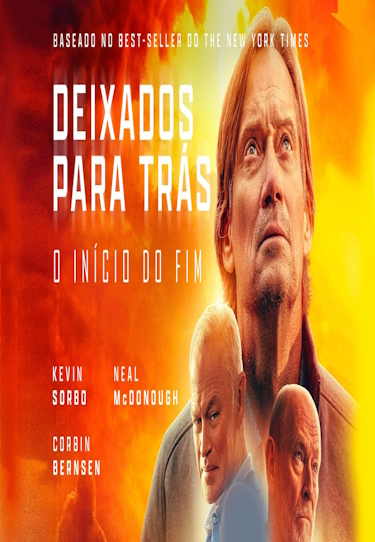 BASEADO NO BEST-SELLER DO THE NEW YORK TIMES
DEIXADOS
PARA TRÁS
O INÍCIO DO FIM
KEVIN
SORBO
NEAL
McDONOUGH
CORBIN
BERNSEN